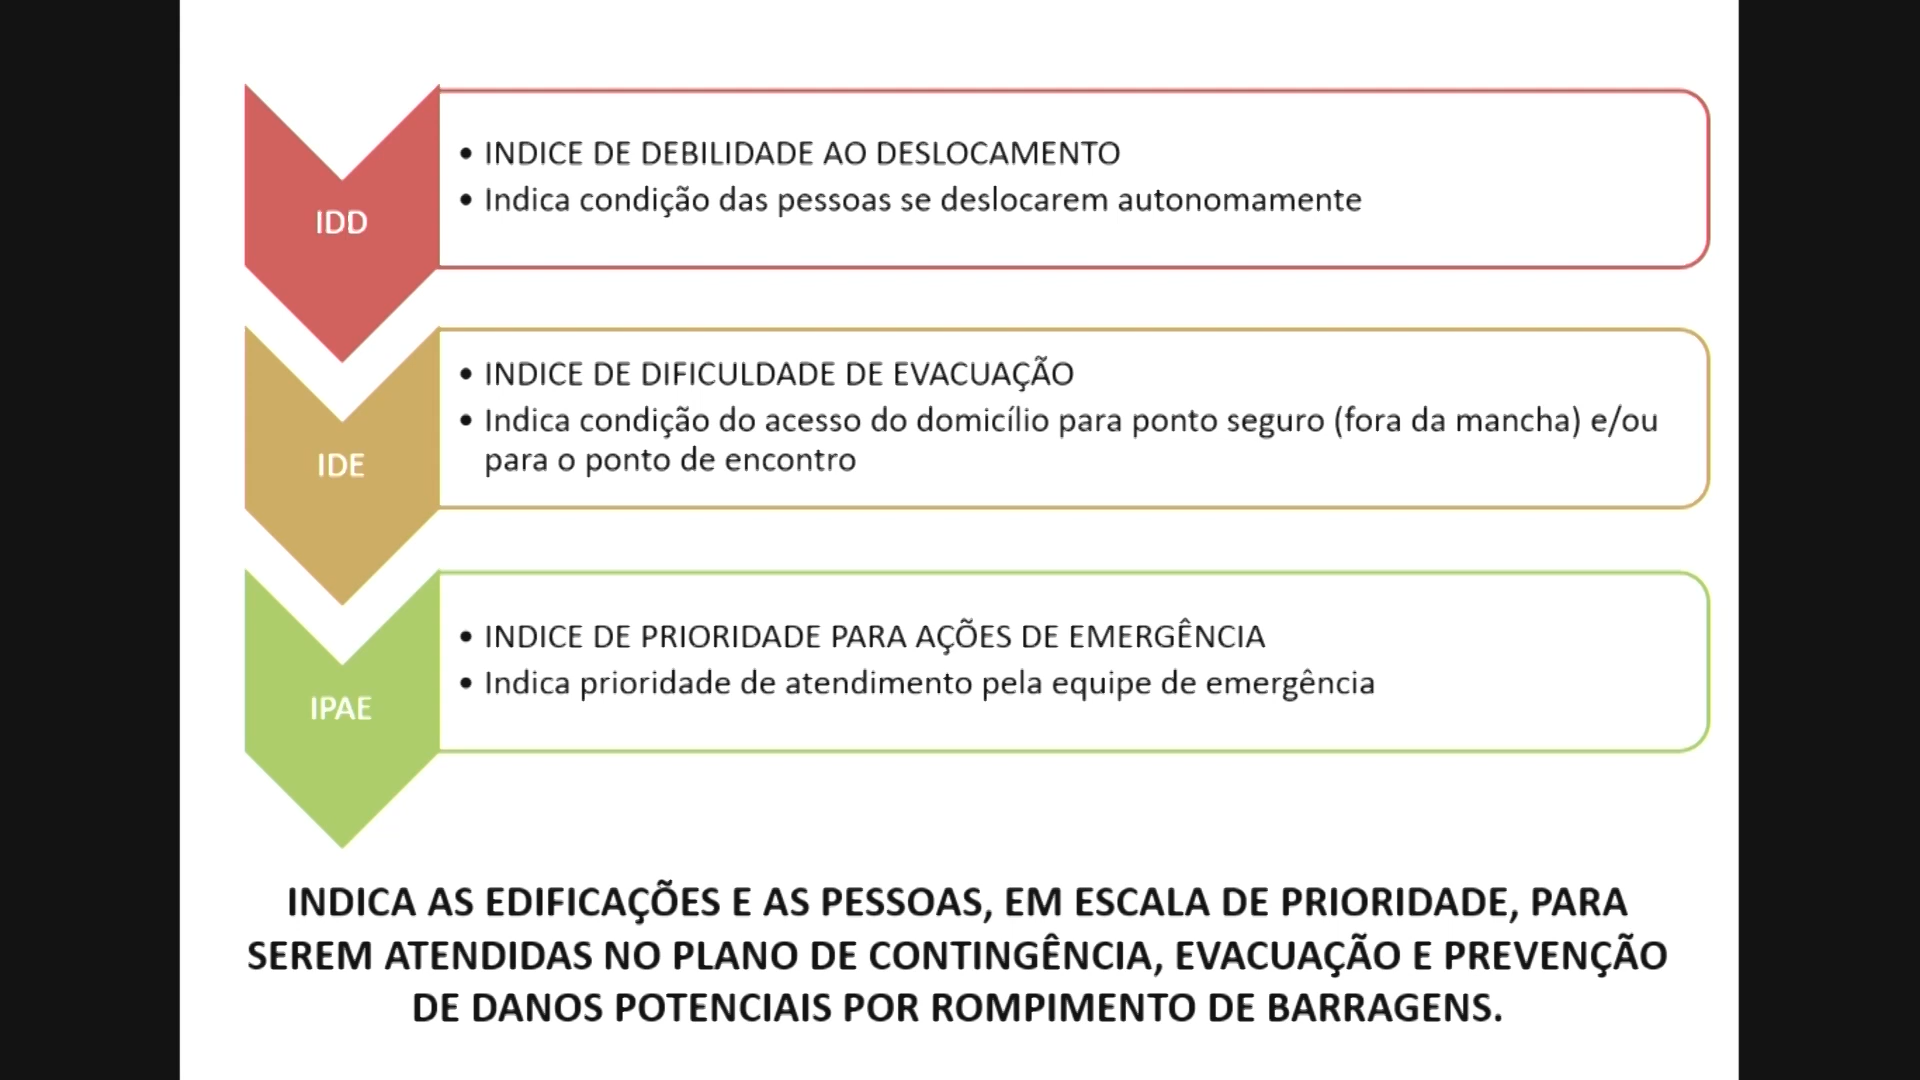 IDD
• INDICE DE DEBILIDADE AO DESLOCAMENTO
• Indica condição das pessoas se deslocarem autonomamente
IDE
• INDICE DE DIFICULDADE DE EVACUAÇÃO
• Indica condição do acesso do domicílio para ponto seguro (fora da mancha) e/ou
para o ponto de encontro
IPAE
• INDICE DE PRIORIDADE PARA AÇÕES DE EMERGÊNCIA
• Indica prioridade de atendimento pela equipe de emergência
INDICA AS EDIFICAÇÕES E AS PESSOAS, EM ESCALA DE PRIORIDADE, PARA
SEREM ATENDIDAS NO PLANO DE CONTINGÊNCIA, EVACUAÇÃO E PREVENÇÃO
DE DANOS POTENCIAIS POR ROMPIMENTO DE BARRAGENS.